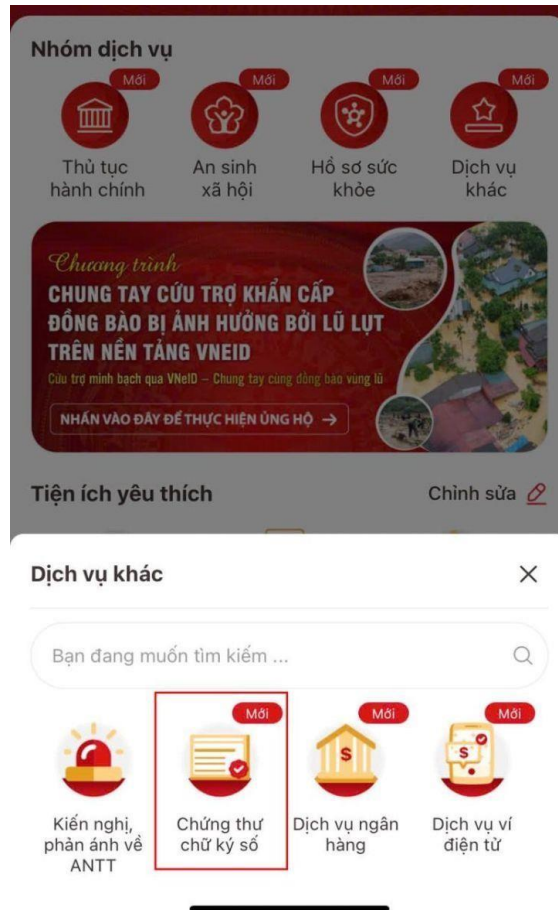 Nhóm dịch vụ
Mới
Mới
Mới
Mới
Thủ tục
hành chính
An sinh
xã hội
Hồ sơ sức
khỏe
Dịch vụ
khác
Chương trình
CHUNG TAY CỨU TRỢ KHẨN CẤP
ĐỒNG BÀO BỊ ẢNH HƯỞNG BỞI LŨ LỤT
TRÊN NỀN TẢNG VNEID
Cứu trợ minh bạch qua VNeID – Chung tay cùng đồng bào vùng lũ
NHẤN VÀO ĐÂY ĐỂ THỰC HIỆN ỦNG HỘ →
Tiện ích yêu thích
Chỉnh sửa
Dịch vụ khác
Bạn đang muốn tìm kiếm ...
Mới
Mới
Mới
Kiến nghị,
phản ánh về
ANTT
Chứng thư
chữ ký số
Dịch vụ ngân
hàng
Dịch vụ ví
điện tử